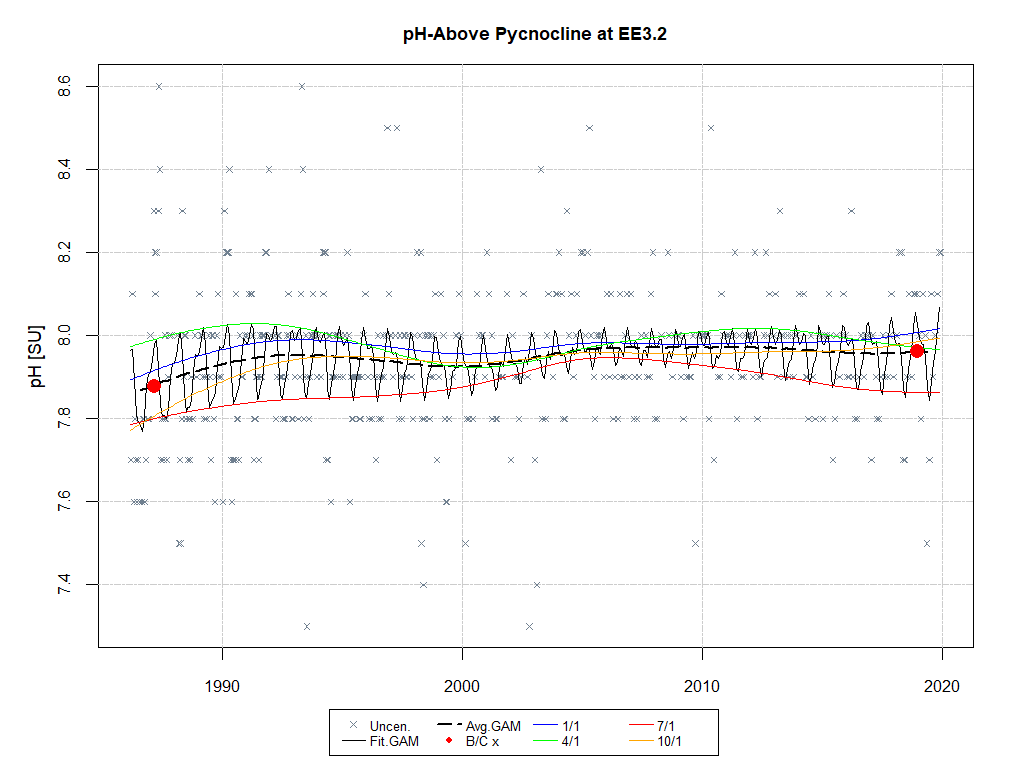 pH-Above Pycnocline at EE3.2
pH [SU]
8.6
8.4
8.2
8.0
7.8
7.6
7.4
1990
2000
2010
2020
Uncen.
Avg.GAM
1/1
7/1
Fit.GAM
B/C x
4/1
10/1